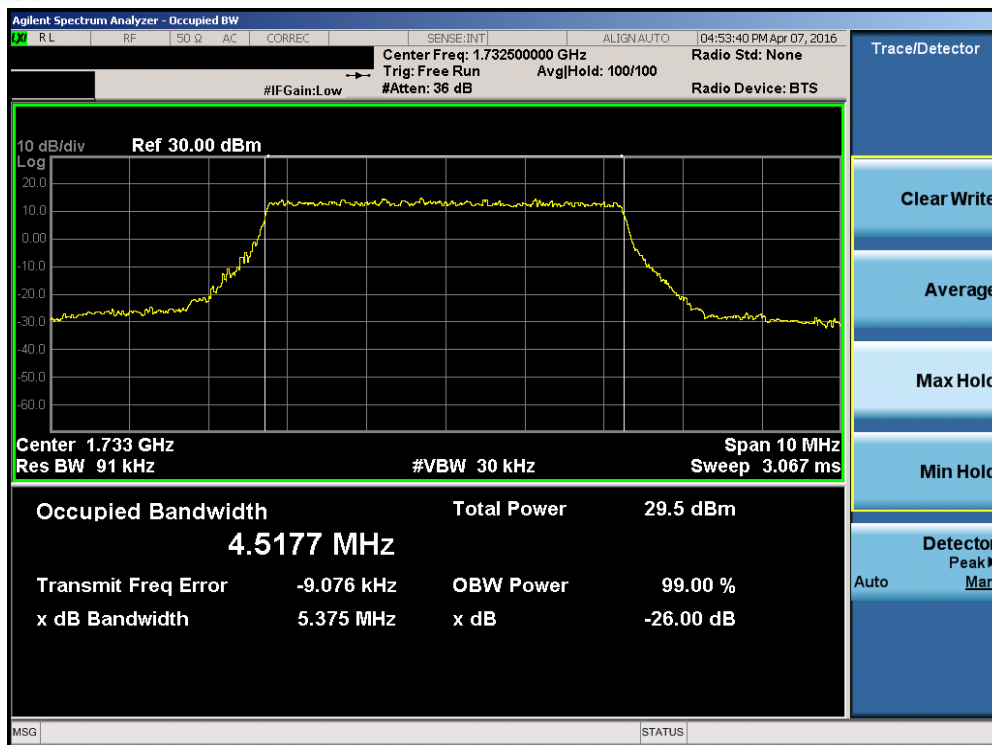 Agilent Spectrum Analyzer - Occupied BW
LXI RL RF 50 Ω AC CORREC SENSE:INT ALIGN AUTO 04:53:40 PM Apr 07, 2016
Center Freq: 1.732500000 GHz Radio Std: None
Trig: Free Run Avg|Hold: 100/100
#IFGain:Low #Atten: 36 dB Radio Device: BTS
10 dB/div Ref 30.00 dBm
Log
20.0
10.0
0.00
-10.0
-20.0
-30.0
-40.0
-50.0
-60.0
Center 1.733 GHz Span 10 MHz
Res BW 91 kHz #VBW 30 kHz Sweep 3.067 ms
Occupied Bandwidth Total Power 29.5 dBm
4.5177 MHz
Transmit Freq Error -9.076 kHz OBW Power 99.00 %
x dB Bandwidth 5.375 MHz x dB -26.00 dB
MSG STATUS
Trace/Detector
Clear Write
Average
Max Hold
Min Hold
Detector
Peak
Auto Man